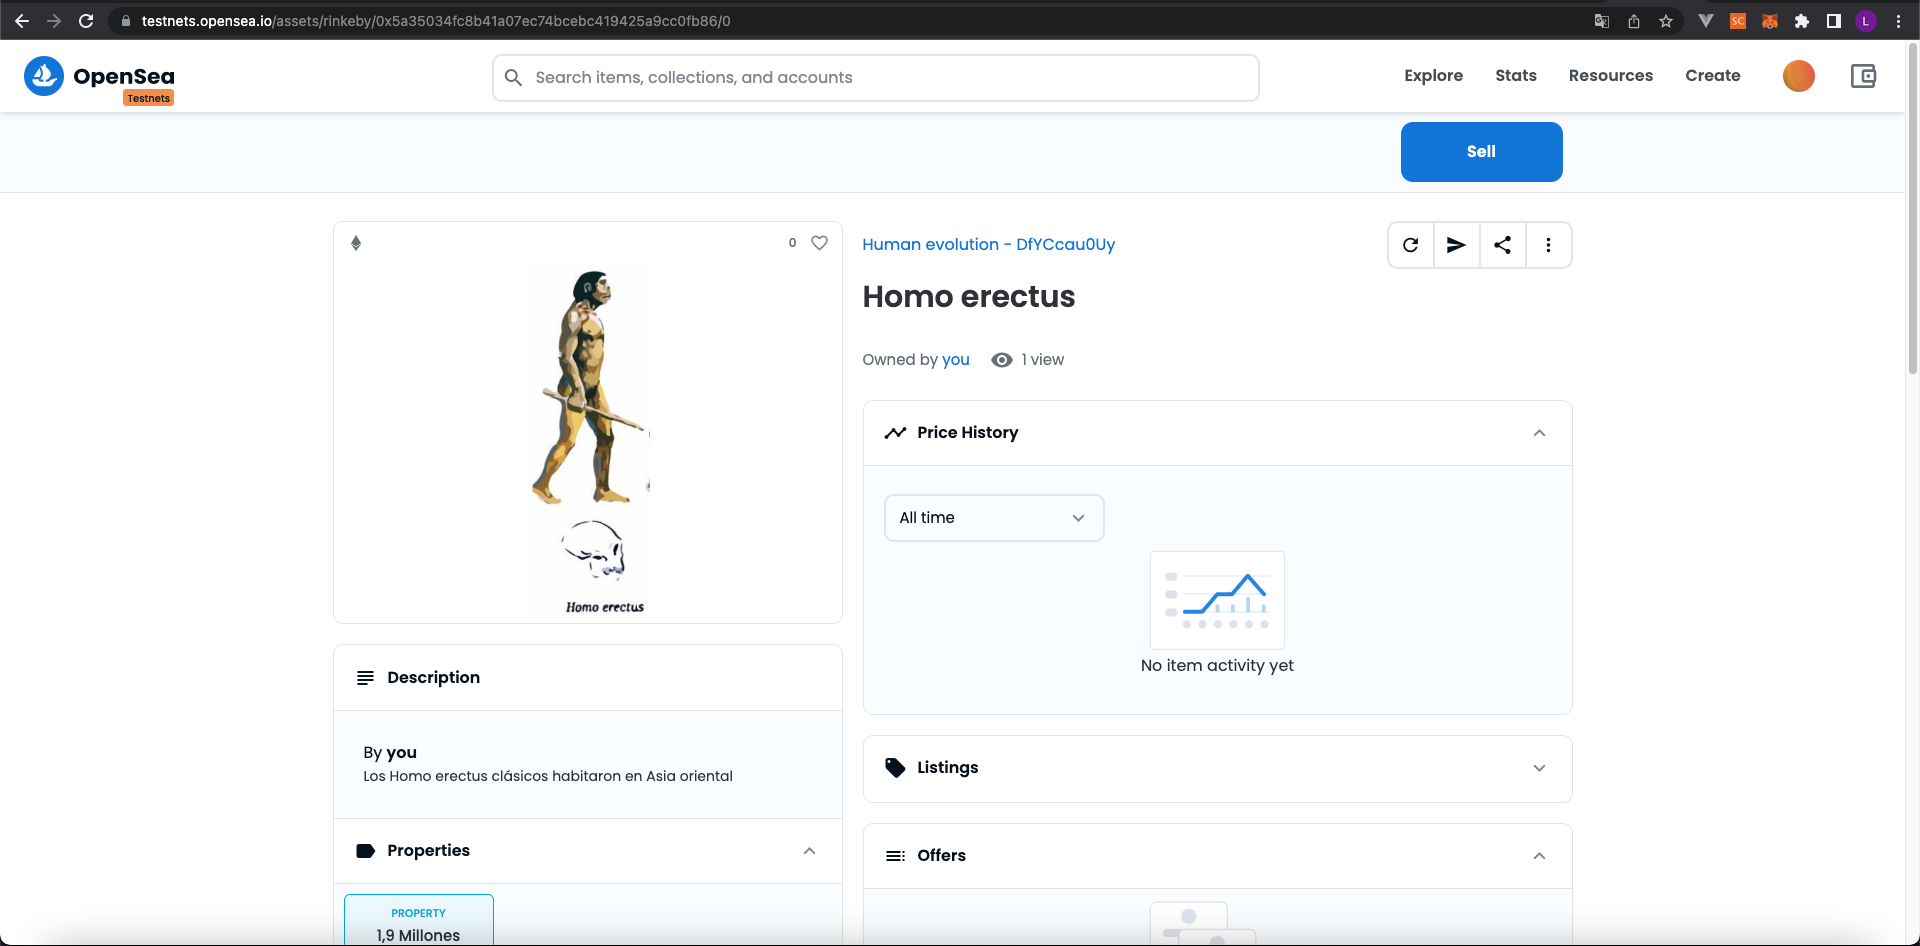 testnets.opensea.io/assets/rinkeby/0x5a35034fc8b41a07ec74bcebc419425a9cc0fb86/0
SC
L
OpenSea
Testnets
Search items, collections, and accounts
Explore
Stats
Resources
Create
Sell
0
Homo erectus
Human evolution - DfYCcau0Uy
Homo erectus
Owned by you
1 view
Price History
All time
No item activity yet
Listings
Offers
Description
By you
Los Homo erectus clásicos habitaron en Asia oriental
Properties
PROPERTY
1,9 Millones